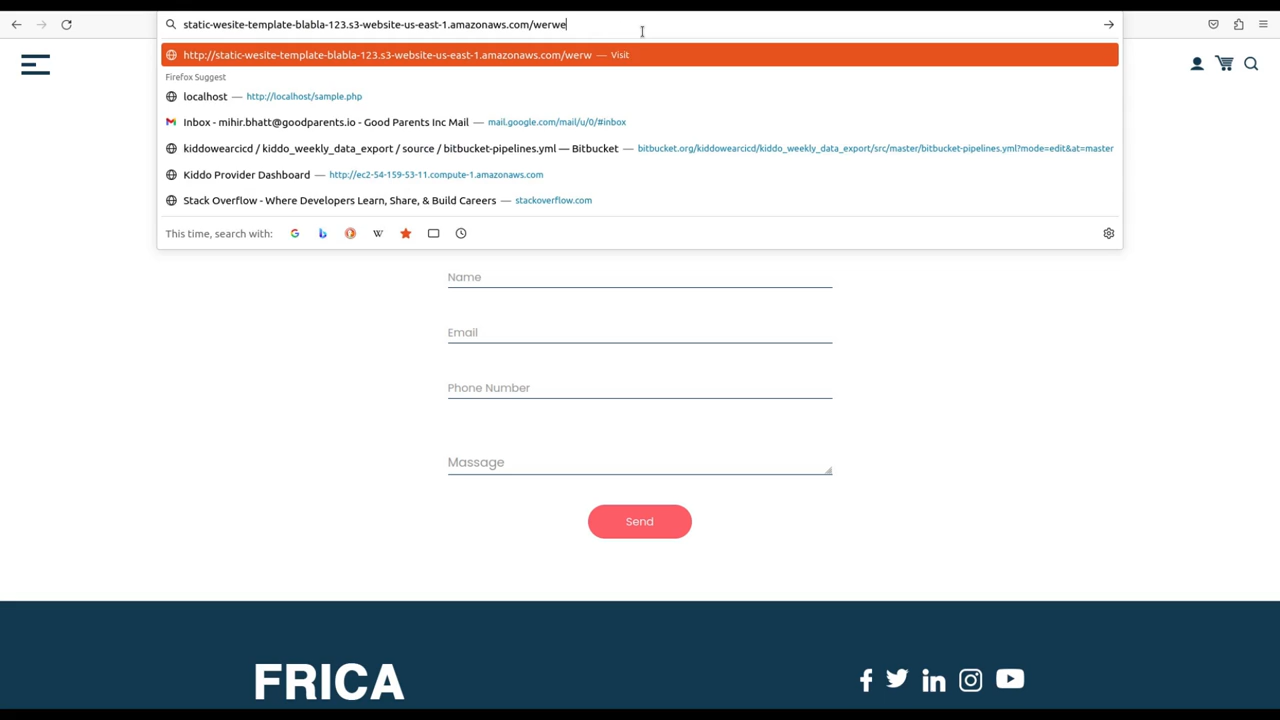 static-wesite-template-blabla-123.s3-website-us-east-1.amazonaws.com/werwe
http://static-wesite-template-blabla-123.s3-website-us-east-1.amazonaws.com/werw — Visit
Firefox Suggest
localhost — http://localhost/sample.php
Inbox - mihir.bhatt@goodparents.io - Good Parents Inc Mail — mail.google.com/mail/u/0/#inbox
kiddowearcicd / kiddo_weekly_data_export / source / bitbucket-pipelines.yml — Bitbucket — bitbucket.org/kiddowearcicd/kiddo_weekly_data_export/src/master/bitbucket-pipelines.yml?mode=edit&at=master
Kiddo Provider Dashboard — http://ec2-54-159-53-11.compute-1.amazonaws.com
Stack Overflow - Where Developers Learn, Share, & Build Careers — stackoverflow.com
This time, search with:
Name
Email
Phone Number
Massage
Send
FRICA